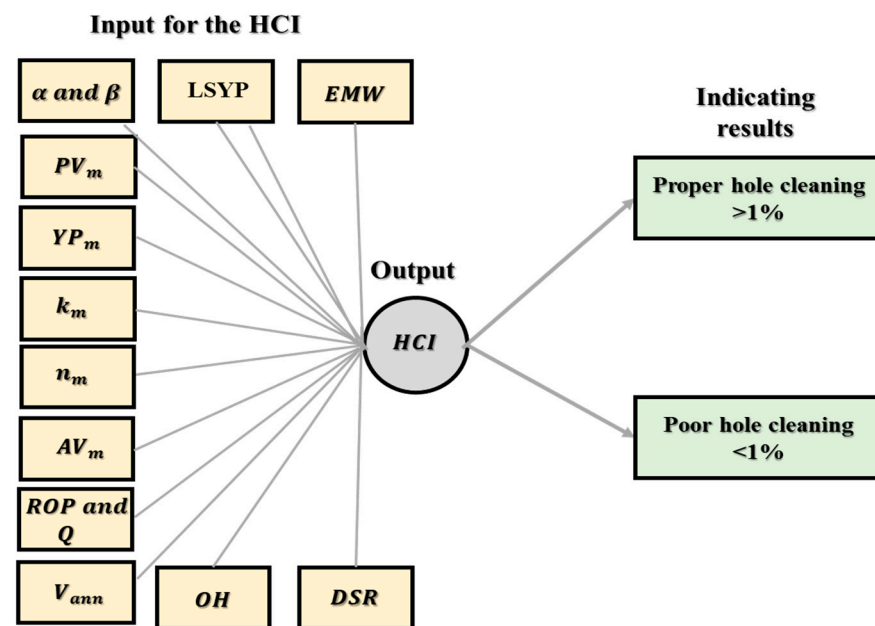 Input for the HCI
α and β
LSYP
EMW
PVₘ
YPₘ
kₘ
nₘ
AVₘ
ROP and
Q
Vₐₙₙ
OH
DSR
Output
HCI
Indicating
results
Proper hole cleaning
>1%
Poor hole cleaning
<1%